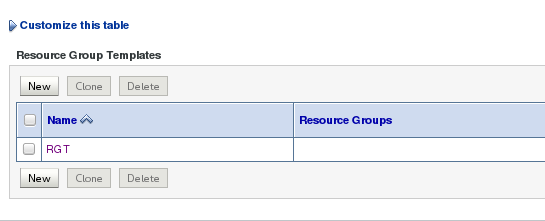 Customize this table
Resource Group Templates
New Clone Delete
Name Resource Groups
RGT
New Clone Delete